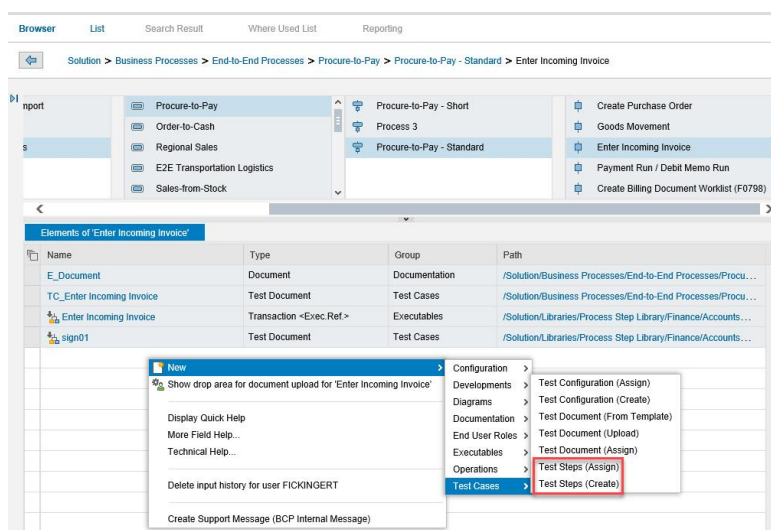 Browser List Search Result Where Used List Reporting
Solution > Business Processes > End-to-End Processes > Procure-to-Pay > Procure-to-Pay - Standard > Enter Incoming Invoice
mport Procure-to-Pay Procure-to-Pay - Short Create Purchase Order
Order-to-Cash Process 3 Goods Movement
s Regional Sales Procure-to-Pay - Standard Enter Incoming Invoice
E2E Transportation Logistics Payment Run / Debit Memo Run
Sales-from-Stock Create Billing Document Worklist (F0798)
Elements of 'Enter Incoming Invoice'
Name Type Group Path
E_Document Document Documentation /Solution/Business Processes/End-to-End Processes/Procu...
TC_Enter Incoming Invoice Test Document Test Cases /Solution/Business Processes/End-to-End Processes/Procu...
Enter Incoming Invoice Transaction <Exec.Ref.> Executables /Solution/Libraries/Process Step Library/Finance/Accounts...
sign01 Test Document Test Cases /Solution/Libraries/Process Step Library/Finance/Accounts...
New
Show drop area for document upload for 'Enter Incoming Invoice'
Display Quick Help
More Field Help...
Technical Help...
Delete input history for user FICKINGERT
Create Support Message (BCP Internal Message)
Configuration
Developments
Diagrams
Documentation
End User Roles
Executables
Operations
Test Cases
Test Configuration (Assign)
Test Configuration (Create)
Test Document (From Template)
Test Document (Upload)
Test Document (Assign)
Test Steps (Assign)
Test Steps (Create)